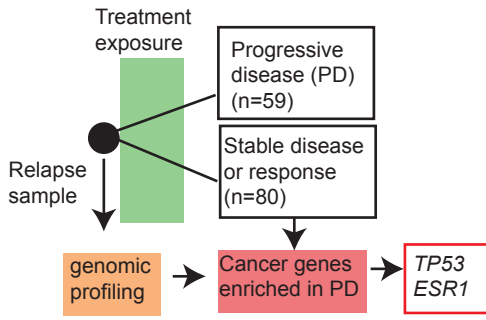 Treatment
exposure
Progressive
disease (PD)
(n=59)
Stable disease
or response
(n=80)
Relapse
sample
genomic
profiling
Cancer genes
enriched in PD
TP53
ESR1